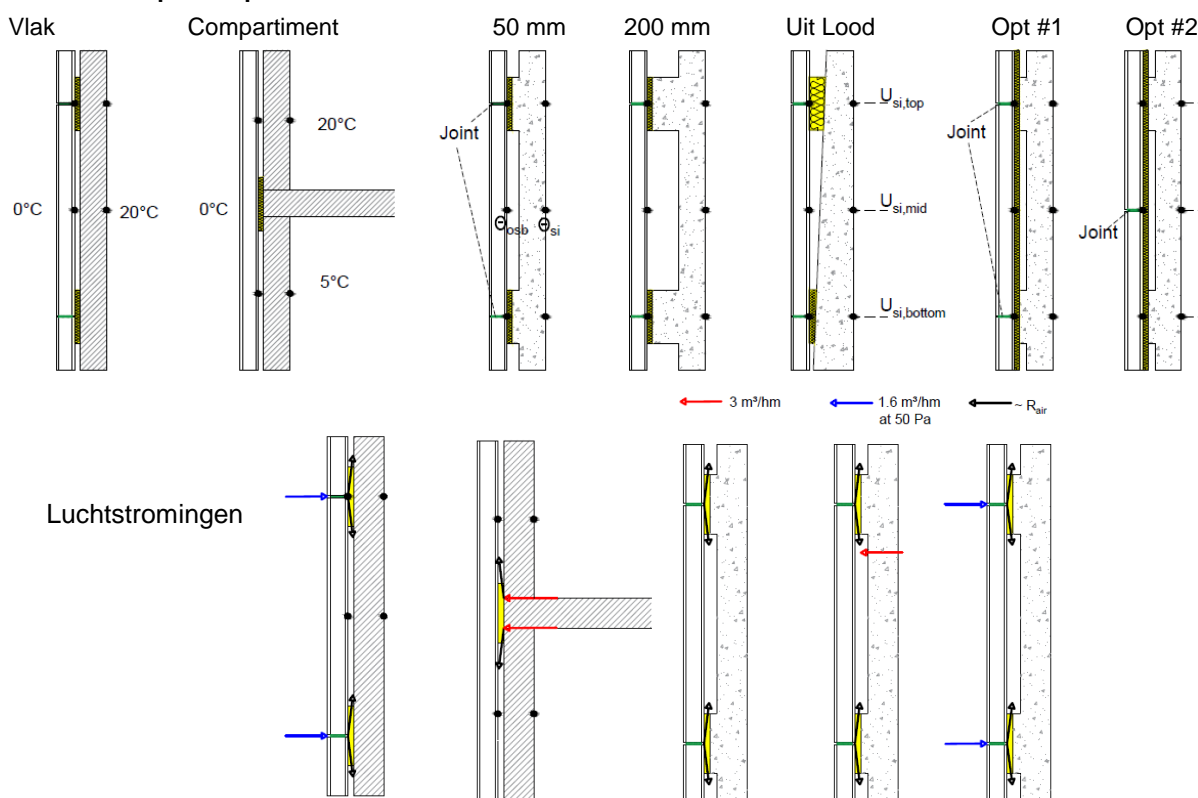 Vlak
Compartiment
50 mm
200 mm
Uit Lood
Opt #1
Opt #2
0°C
20°C
20°C
0°C
5°C
Joint
Θosb
Θsi
Usi,top
Usi,mid
Usi,bottom
Joint
Joint
3 m³/hm
1.6 m³/hm
at 50 Pa
~ Rair
Luchtstromingen